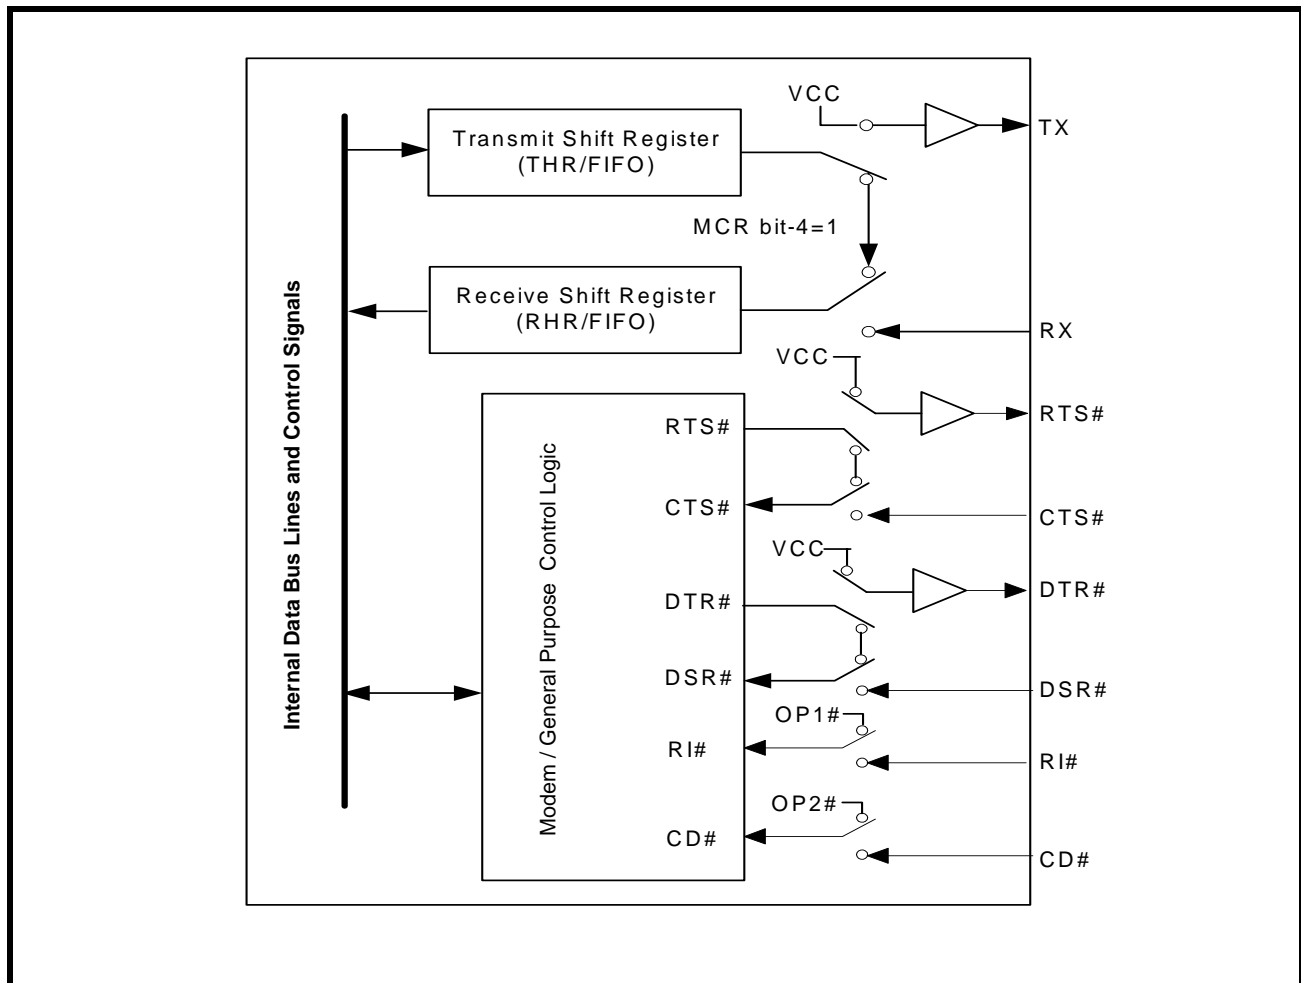 VCC
TX
Transmit Shift Register
(THR/FIFO)
MCR bit-4=1
Receive Shift Register
(RHR/FIFO)
RX
VCC
RTS#
RTS#
CTS#
CTS#
VCC
DTR#
DTR#
DSR#
DSR#
OP1#
RI#
RI#
OP2#
CD#
CD#
Internal Data Bus Lines and Control Signals
Modem / General Purpose Control Logic